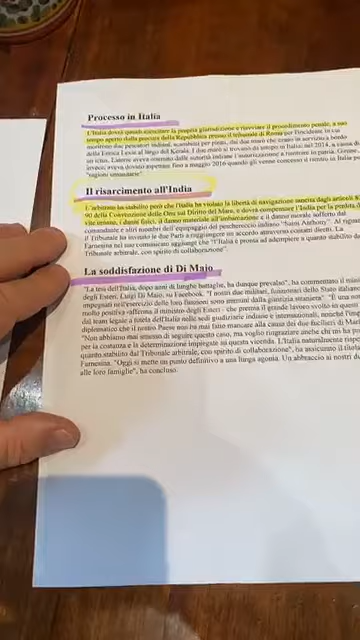 Processo in Italia
L'Italia dovrà quindi esercitare la propria giurisdizione e riavviare il procedimento penale, a suo
tempo aperto dalla procura della Repubblica presso il tribunale di Roma per l'incidente, in cui
morirono due pescatori indiani, scambiati per pirati, dai due marò che erano in servizio a bordo
della Enrica Lexie al largo del Kerala. I due marò si trovano da tempo in Italia: nel 2014, a causa di
un ictus, Latorre aveva ottenuto dalle autorità indiane l'autorizzazione a tornare in patria. Girone
invece aveva dovuto aspettare fino a maggio 2016 quando gli venne concesso il rientro in Italia per
"ragioni umanitarie"
Il risarcimento all'India
L'arbitrato ha stabilito però che l'Italia ha violato la libertà di navigazione sancita dagli articoli
90 della Convenzione delle Onu sul Diritto del Mare, e dovrà compensare l'India per la perdita di
vite umane, i danni fisici, il danno materiale all'imbarcazione e il danno morale sofferto dal
comandante e altri membri dell'equipaggio del peschereccio indiano "Saint Anthony". Al riguardo
il Tribunale ha invitato le due Parti a raggiungere un accordo attraverso contatti diretti. La
Farnesina nel suo comunicato aggiunge che "l'Italia è pronta ad adempiere a quanto stabilito dal
Tribunale arbitrale, con spirito di collaborazione".
La soddisfazione di Di Maio
"La tesi dell'Italia, dopo anni di lunghe battaglie, ha dunque prevalso", ha commentato il ministro
degli Esteri, Luigi Di Maio, su Facebook. "I nostri due militari, funzionari dello Stato italiano
impegnati nell'esercizio delle loro funzioni sono immuni dalla giustizia straniera". "È una notizia
molto positiva -afferma il ministro degli Esteri - che premia il grande lavoro svolto in questi
dal team legale a tutela dell'Italia nelle sedi giudiziarie indiane e internazionali, nonché l'impegno
diplomatico che il nostro Paese non ha mai fatto mancare alla causa dei due fucilieri di Marina
"Non abbiamo mai smesso di seguire questo caso, ma voglio ringraziare anche chi mi ha
per la costanza e la determinazione impiegate su questa vicenda. L'Italia naturalmente
quanto stabilito dal Tribunale arbitrale, con spirito di collaborazione", ha assicurato il titolare
Farnesina. "Oggi si mette un punto definitivo a una lunga agonia. Un abbraccio ai nostri due
alle loro famiglie", ha concluso.